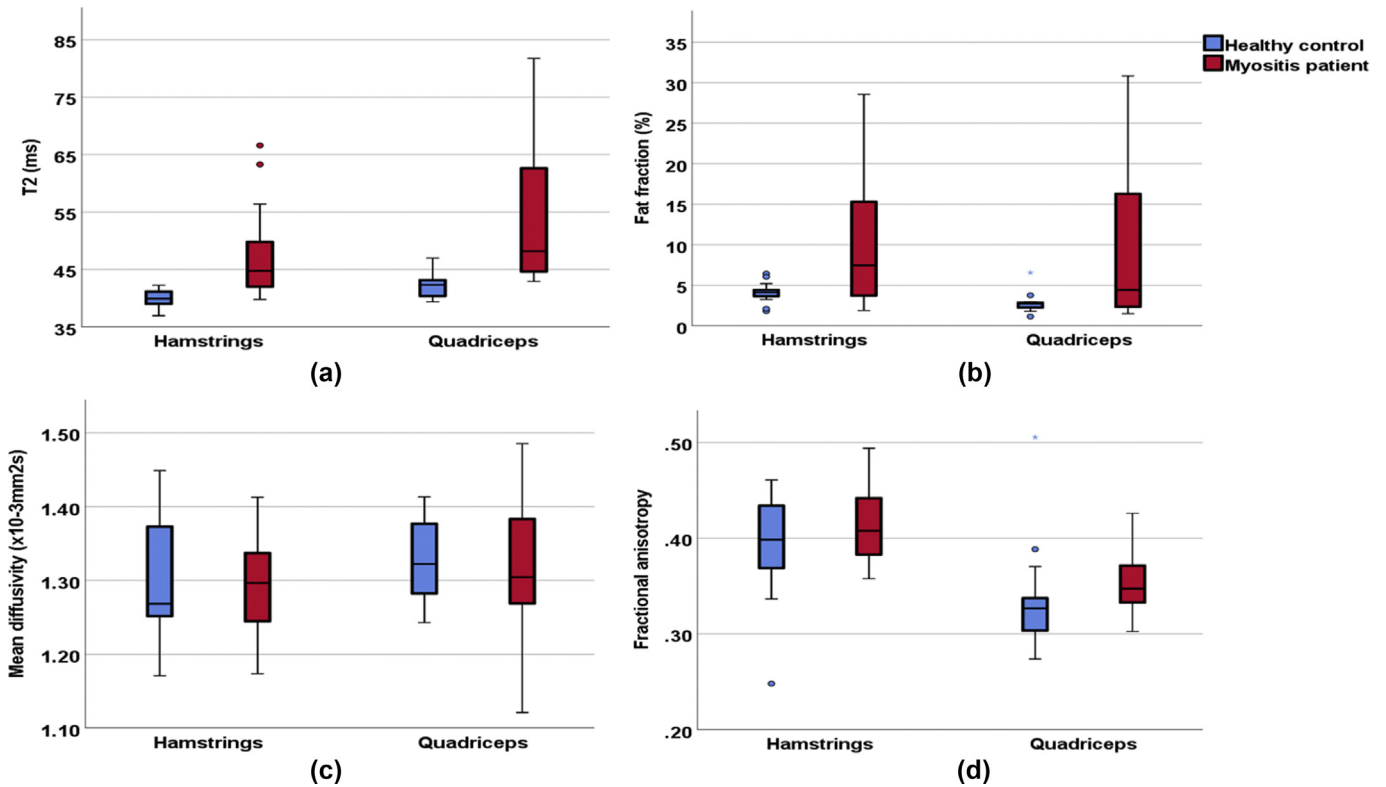 85
75
65
55
45
35
T2 (ms)
Hamstrings Quadriceps
(a)
35
30
25
20
15
10
5
0
Fat fraction (%)
Hamstrings Quadriceps
(b)
Healthy control
Myositis patient
1.50
1.40
1.30
1.20
1.10
Mean diffusivity (x10-3mm2s)
Hamstrings Quadriceps
(c)
.50
.40
.30
.20
Fractional anisotropy
Hamstrings Quadriceps
(d)